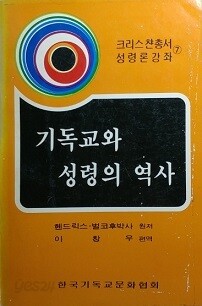 크리스챤총서 ⑦
성령론강좌
기독교와
성령의 역사
헨드릭스·벌코후박사 원저
이 창 우 편역
한국기독교문화협회
yes24